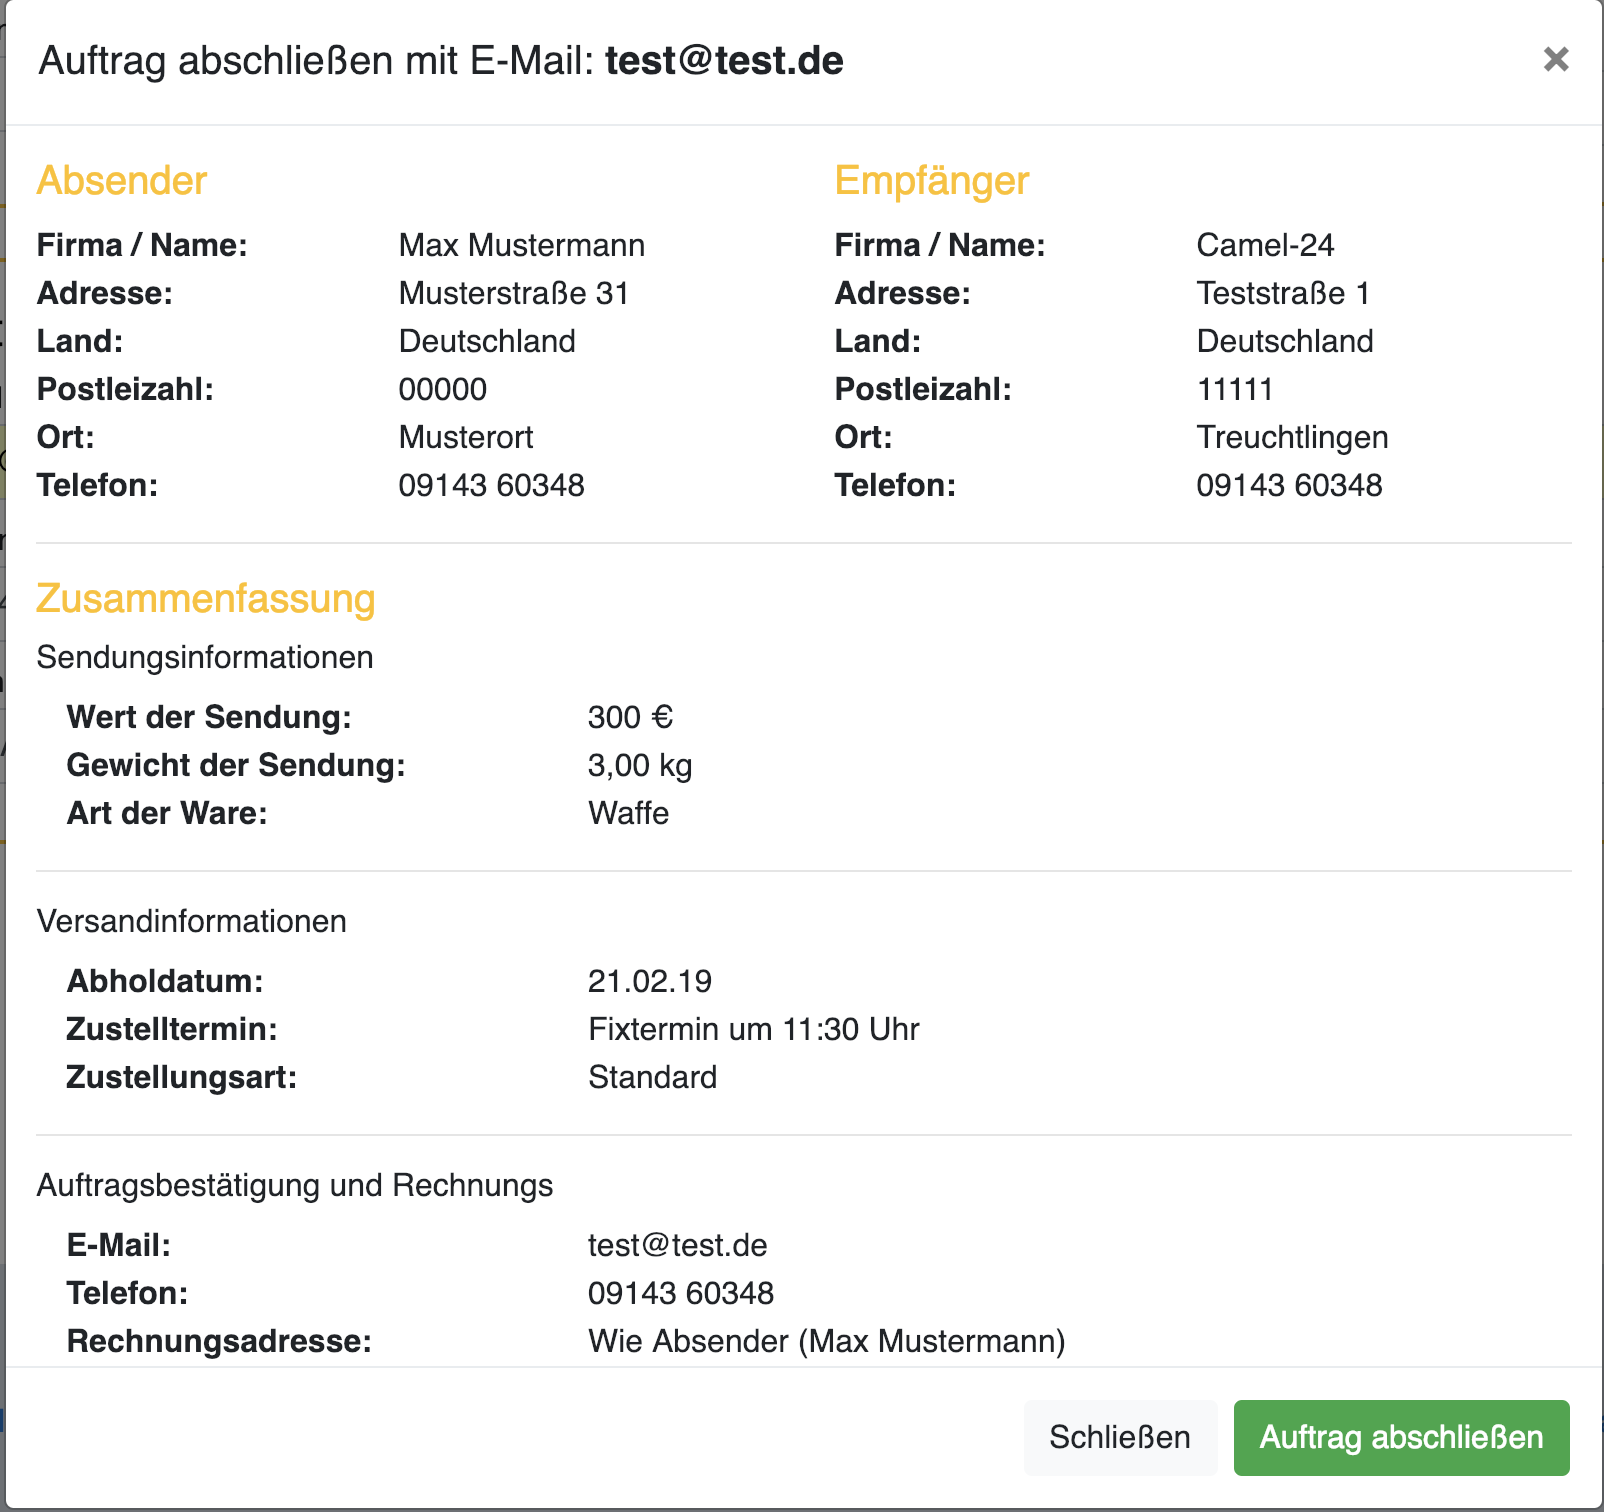 Auftrag abschließen mit E-Mail: test@test.de
Absender
Firma / Name: Max Mustermann
Adresse: Musterstraße 31
Land: Deutschland
Postleizahl: 00000
Ort: Musterort
Telefon: 09143 60348
Empfänger
Firma / Name: Camel-24
Adresse: Teststraße 1
Land: Deutschland
Postleizahl: 11111
Ort: Treuchtlingen
Telefon: 09143 60348
Zusammenfassung
Sendungsinformationen
Wert der Sendung: 300 €
Gewicht der Sendung: 3,00 kg
Art der Ware: Waffe
Versandinformationen
Abholdatum: 21.02.19
Zustelltermin: Fixtermin um 11:30 Uhr
Zustellungsart: Standard
Auftragsbestätigung und Rechnungs
E-Mail: test@test.de
Telefon: 09143 60348
Rechnungsadresse: Wie Absender (Max Mustermann)
Schließen
Auftrag abschließen